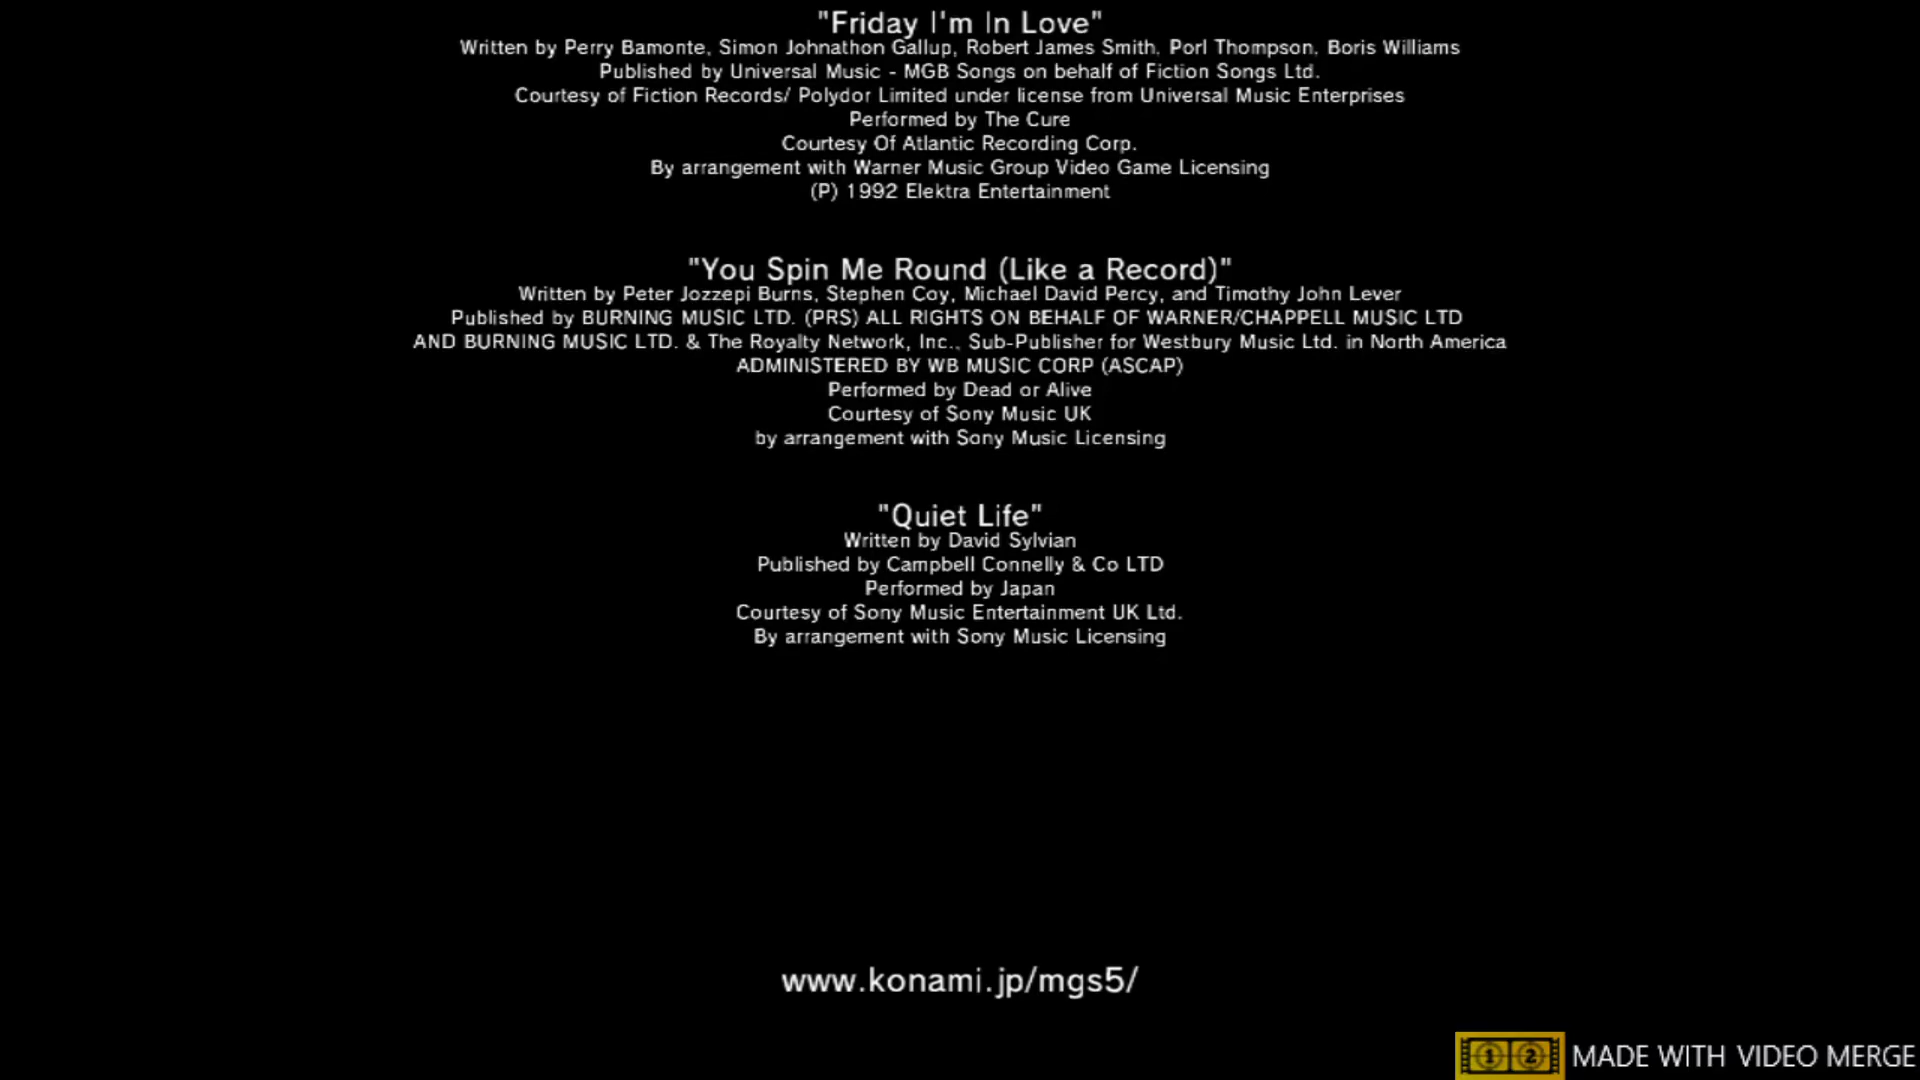 "Friday I'm In Love"
Written by Perry Bamonte, Simon Johnathon Gallup, Robert James Smith, Porl Thompson, Boris Williams
Published by Universal Music - MGB Songs on behalf of Fiction Songs Ltd.
Courtesy of Fiction Records/ Polydor Limited under license from Universal Music Enterprises
Performed by The Cure
Courtesy Of Atlantic Recording Corp.
By arrangement with Warner Music Group Video Game Licensing
(P) 1992 Elektra Entertainment
"You Spin Me Round (Like a Record)"
Written by Peter Jozzepi Burns, Stephen Coy, Michael David Percy, and Timothy John Lever
Published by BURNING MUSIC LTD. (PRS) ALL RIGHTS ON BEHALF OF WARNER/CHAPPELL MUSIC LTD
AND BURNING MUSIC LTD. & The Royalty Network, Inc., Sub-Publisher for Westbury Music Ltd. in North America
ADMINISTERED BY WB MUSIC CORP (ASCAP)
Performed by Dead or Alive
Courtesy of Sony Music UK
by arrangement with Sony Music Licensing
"Quiet Life"
Written by David Sylvian
Published by Campbell Connelly & Co LTD
Performed by Japan
Courtesy of Sony Music Entertainment UK Ltd.
By arrangement with Sony Music Licensing
www.konami.jp/mgs5/
1 2 MADE WITH VIDEO MERGE